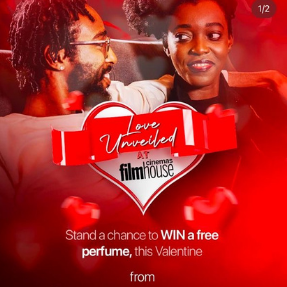 1/2
Love
Unveiled
AT
filmhouse
cinemas
Stand a chance to WIN a free
perfume, this Valentine
from